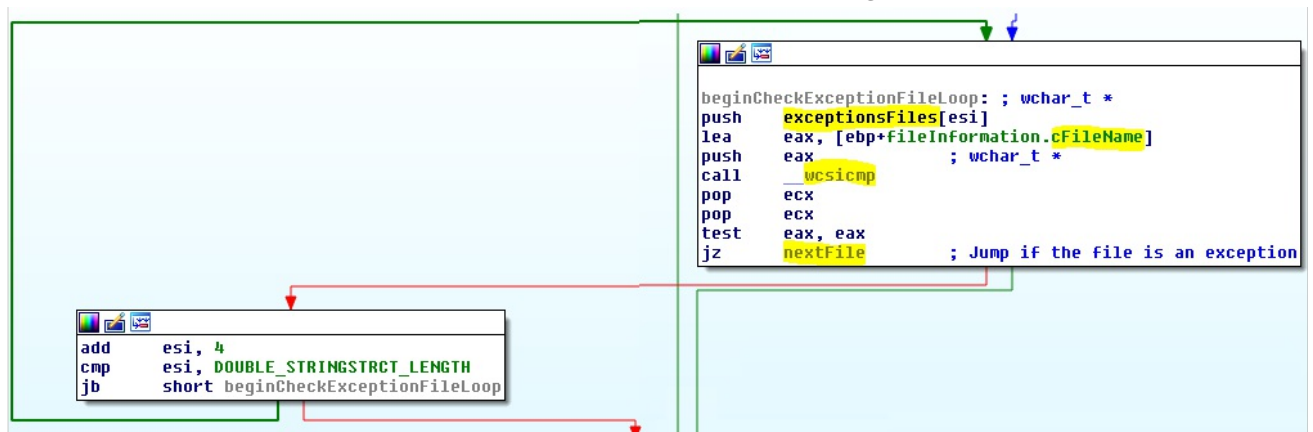 beginCheckExceptionFileLoop: ; wchar_t *
push exceptionsFiles[esi]
lea eax, [ebp+fileInformation.cFileName]
push eax ; wchar_t *
call __wcsicmp
pop ecx
pop ecx
test eax, eax
jz nextFile ; Jump if the file is an exception
add esi, 4
cmp esi, DOUBLE_STRINGSTRCT_LENGTH
jb short beginCheckExceptionFileLoop